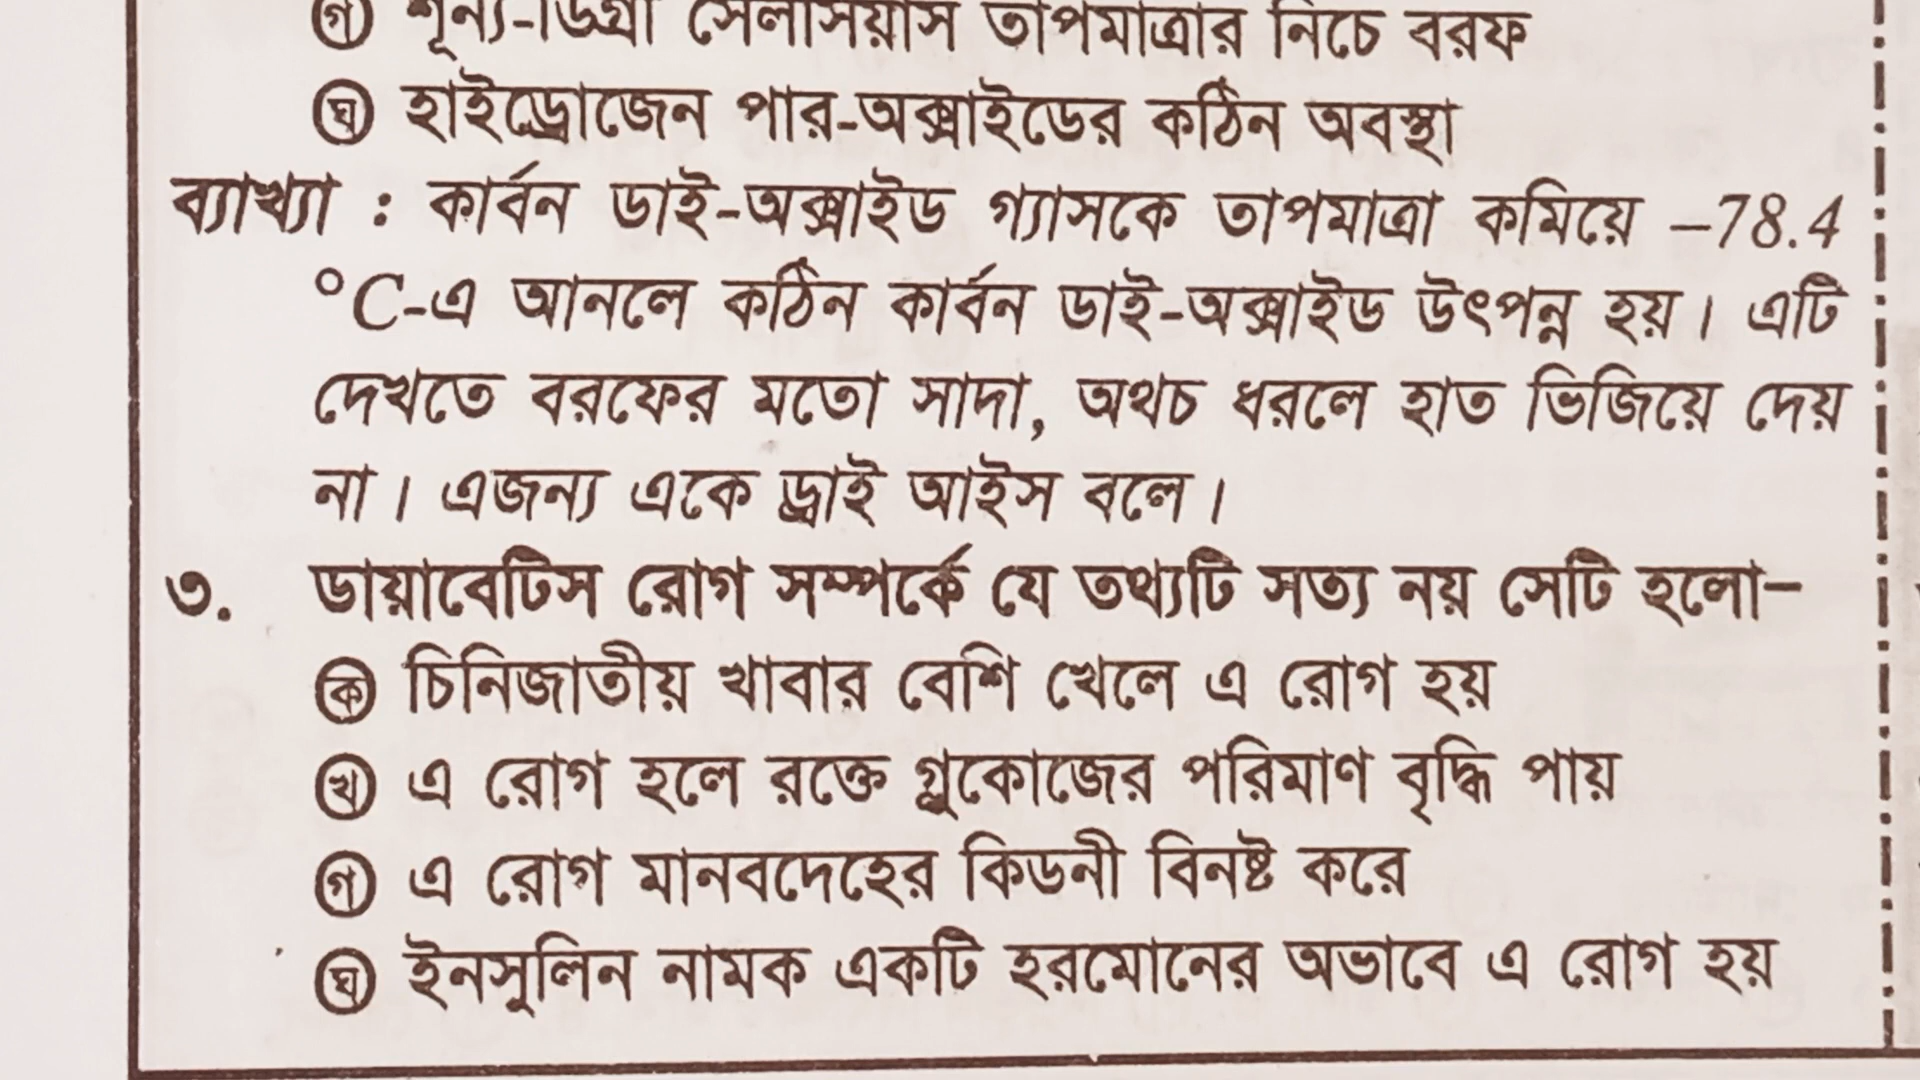 গ শূন্য-ডিগ্রী সেলসিয়াস তাপমাত্রার নিচে বরফ
ঘ হাইড্রোজেন পার-অক্সাইডের কঠিন অবস্থা
ব্যাখ্যা : কার্বন ডাই-অক্সাইড গ্যাসকে তাপমাত্রা কমিয়ে –78.4
°C-এ আনলে কঠিন কার্বন ডাই-অক্সাইড উৎপন্ন হয়। এটি
দেখতে বরফের মতো সাদা, অথচ ধরলে হাত ভিজিয়ে দেয়
না। এজন্য একে ড্রাই আইস বলে।
৩. ডায়াবেটিস রোগ সম্পর্কে যে তথ্যটি সত্য নয় সেটি হলো–
ক চিনিজাতীয় খাবার বেশি খেলে এ রোগ হয়
খ এ রোগ হলে রক্তে গ্লুকোজের পরিমাণ বৃদ্ধি পায়
গ এ রোগ মানবদেহের কিডনী বিনষ্ট করে
ঘ ইনসুলিন নামক একটি হরমোনের অভাবে এ রোগ হয়